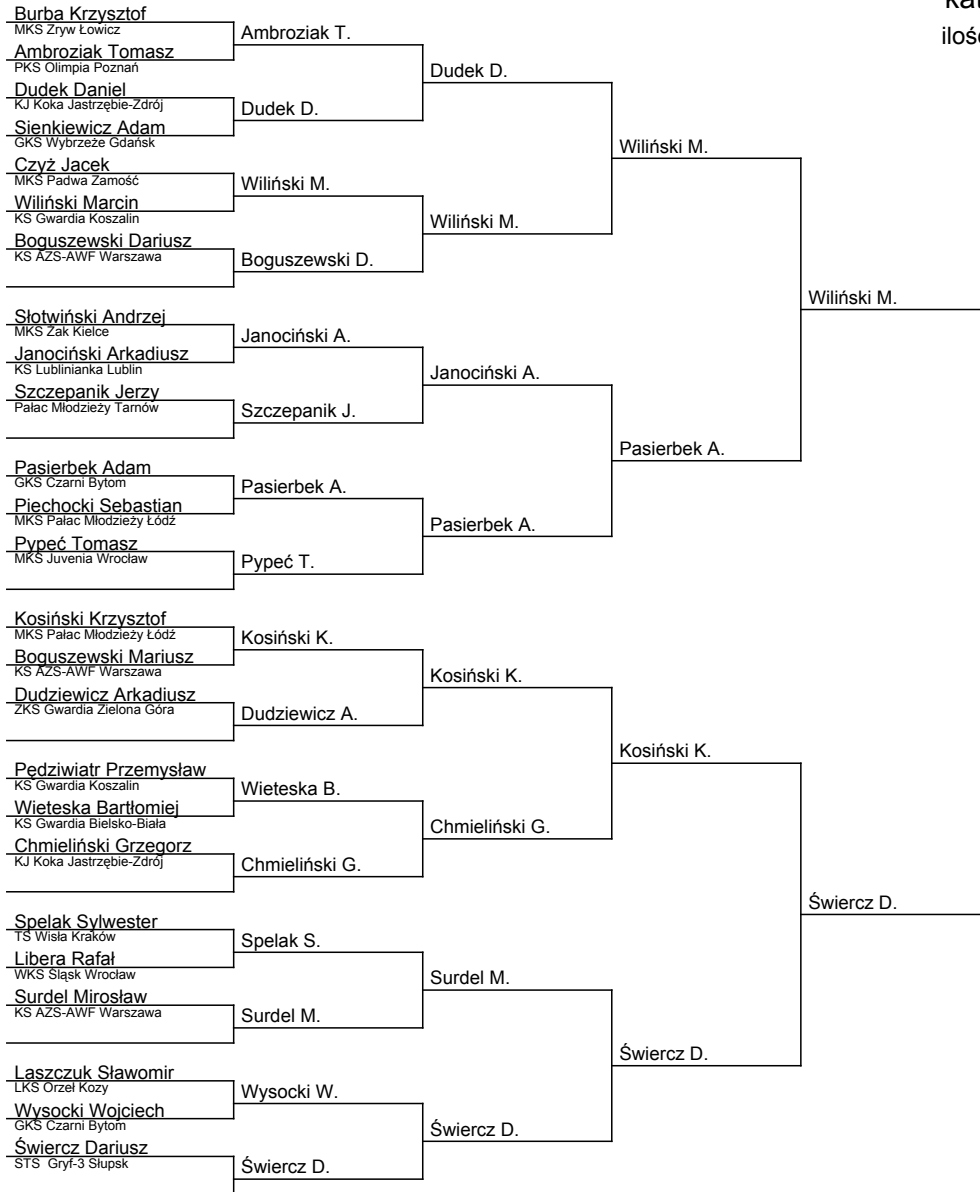 kat
ilość
Burba Krzysztof
MKS Zryw Łowicz
Ambroziak Tomasz
PKS Olimpia Poznań
Dudek Daniel
KJ Koka Jastrzębie-Zdrój
Sienkiewicz Adam
GKS Wybrzeże Gdańsk
Czyż Jacek
MKS Padwa Zamość
Wiliński Marcin
KS Gwardia Koszalin
Boguszewski Dariusz
KS AZS-AWF Warszawa
Słotwiński Andrzej
MKS Żak Kielce
Janociński Arkadiusz
KS Lublinianka Lublin
Szczepanik Jerzy
Pałac Młodzieży Tarnów
Pasierbek Adam
GKS Czarni Bytom
Piechocki Sebastian
MKS Pałac Młodzieży Łódź
Pypeć Tomasz
MKS Juvenia Wrocław
Kosiński Krzysztof
MKS Pałac Młodzieży Łódź
Boguszewski Mariusz
KS AZS-AWF Warszawa
Dudziewicz Arkadiusz
ZKS Gwardia Zielona Góra
Pędziwiatr Przemysław
KS Gwardia Koszalin
Wieteska Bartłomiej
KS Gwardia Bielsko-Biała
Chmieliński Grzegorz
KJ Koka Jastrzębie-Zdrój
Spelak Sylwester
TS Wisła Kraków
Libera Rafał
WKS Śląsk Wrocław
Surdel Mirosław
KS AZS-AWF Warszawa
Laszczuk Sławomir
LKS Orzeł Kozy
Wysocki Wojciech
GKS Czarni Bytom
Świercz Dariusz
STS Gryf-3 Słupsk
Ambroziak T.
Dudek D.
Wiliński M.
Boguszewski D.
Janociński A.
Szczepanik J.
Pasierbek A.
Pypeć T.
Kosiński K.
Dudziewicz A.
Wieteska B.
Chmieliński G.
Spelak S.
Surdel M.
Wysocki W.
Świercz D.
Dudek D.
Wiliński M.
Janociński A.
Pasierbek A.
Kosiński K.
Chmieliński G.
Surdel M.
Świercz D.
Wiliński M.
Pasierbek A.
Kosiński K.
Świercz D.
Wiliński M.
Świercz D.